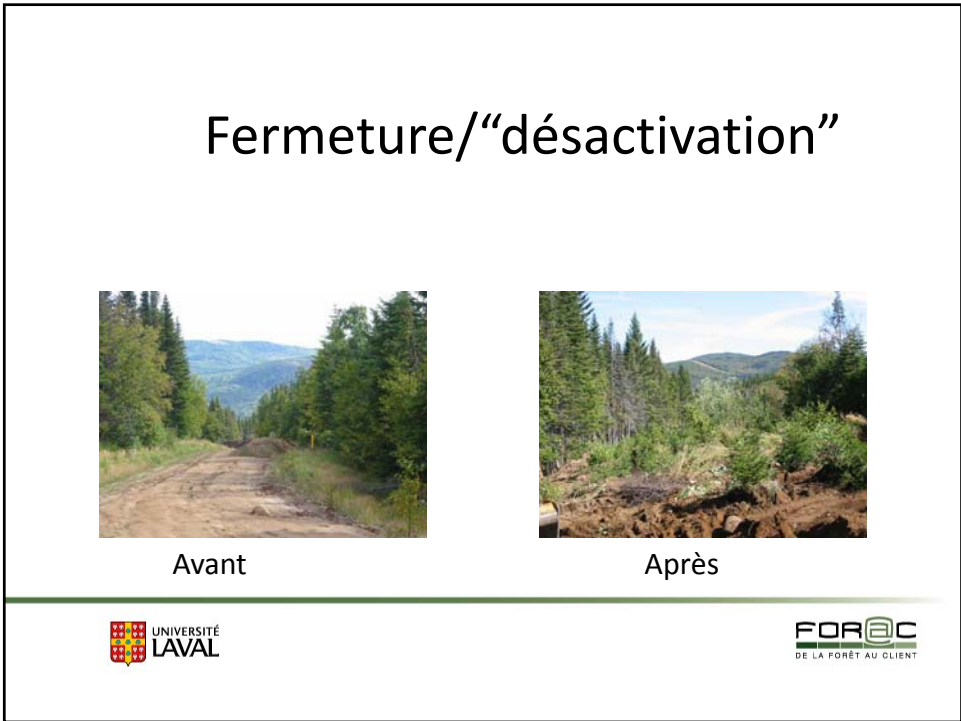 Fermeture/“désactivation”
Avant
Après
UNIVERSITÉ
LAVAL
FOR@C
DE LA FORÊT AU CLIENT